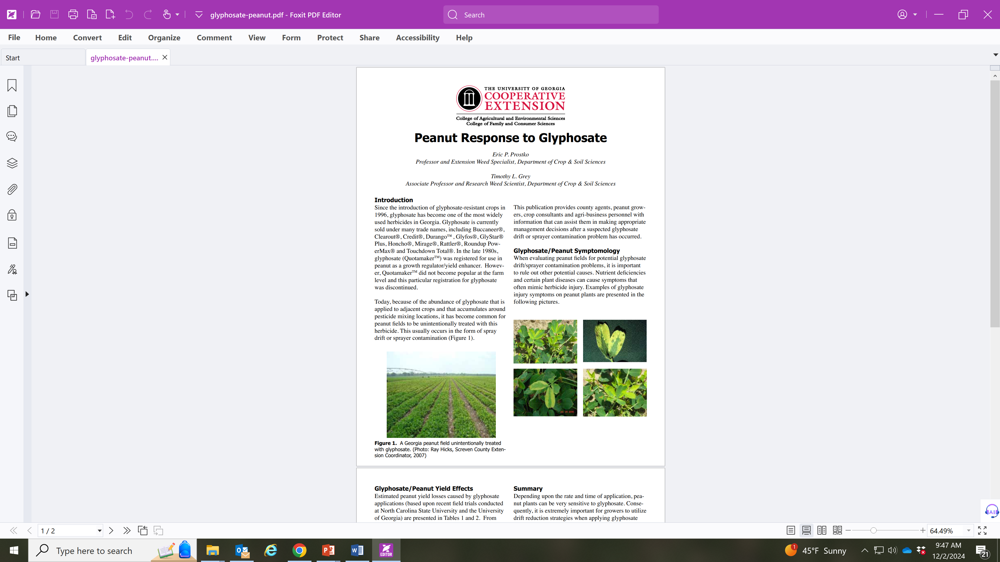 glyphosate-peanut.pdf - Foxit PDF Editor
Search
File Home Convert Edit Organize Comment View Form Protect Share Accessibility Help
Start
glyphosate-peanut....
THE UNIVERSITY OF GEORGIA
COOPERATIVE
EXTENSION
College of Agricultural and Environmental Sciences
College of Family and Consumer Sciences
Peanut Response to Glyphosate
Eric P. Prostko
Professor and Extension Weed Specialist, Department of Crop & Soil Sciences
Timothy L. Grey
Associate Professor and Research Weed Scientist, Department of Crop & Soil Sciences
Introduction
Since the introduction of glyphosate-resistant crops in
1996, glyphosate has become one of the most widely
used herbicides in Georgia. Glyphosate is currently
sold under many trade names, including Buccaneer®,
Clearout®, Credit®, Durango™ , Glyfos®, GlyStar®
Plus, Honcho®, Mirage®, Rattler®, Roundup Pow-
erMax® and Touchdown Total®. In the late 1980s,
glyphosate (Quotamaker™) was registered for use in
peanut as a growth regulator/yield enhancer. Howev-
er, Quotamaker™ did not become popular at the farm
level and this particular registration for glyphosate
was discontinued.
Today, because of the abundance of glyphosate that is
applied to adjacent crops and that accumulates around
pesticide mixing locations, it has become common for
peanut fields to be unintentionally treated with this
herbicide. This usually occurs in the form of spray
drift or sprayer contamination (Figure 1).
Figure 1. A Georgia peanut field unintentionally treated
with glyphosate. (Photo: Ray Hicks, Screven County Exten-
sion Coordinator, 2007)
This publication provides county agents, peanut grow-
ers, crop consultants and agri-business personnel with
information that can assist them in making appropriate
management decisions after a suspected glyphosate
drift or sprayer contamination problem has occurred.
Glyphosate/Peanut Symptomology
When evaluating peanut fields for potential glyphosate
drift/sprayer contamination problems, it is important
to rule out other potential causes. Nutrient deficiencies
and certain plant diseases can cause symptoms that
often mimic herbicide injury. Examples of glyphosate
injury symptoms on peanut plants are presented in the
following pictures.
Glyphosate/Peanut Yield Effects
Estimated peanut yield losses caused by glyphosate
applications (based upon recent field trials conducted
at North Carolina State University and the University
of Georgia) are presented in Tables 1 and 2. From
Summary
Depending upon the rate and time of application, pea-
nut plants can be very sensitive to glyphosate. Conse-
quently, it is extremely important for growers to utilize
drift reduction strategies when applying glyphosate
AI
1 / 2
64.49%
Type here to search
EDITOR
1
45°F Sunny
9:47 AM
12/2/2024
21